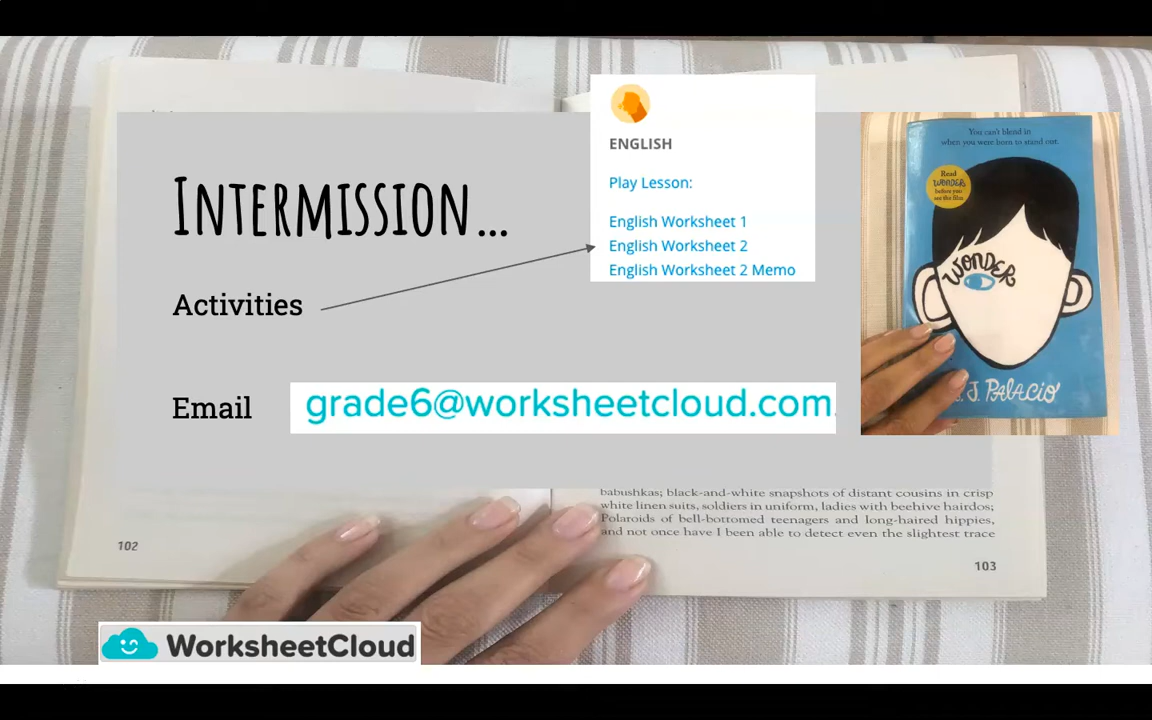 ENGLISH
Play Lesson:
English Worksheet 1
English Worksheet 2
English Worksheet 2 Memo
Intermission...
Activities
Email
grade6@worksheetcloud.com.
You can't blend in
when you were born to stand out.
Read
WONDER
before you
see the film
WONDER
J. PALACIO
babushkas; black-and-white snapshots of distant cousins in crisp
white linen suits, soldiers in uniform, ladies with beehive hairdos;
Polaroids of bell-bottomed teenagers and long-haired hippies,
and not once have I been able to detect even the slightest trace
102
103
WorksheetCloud